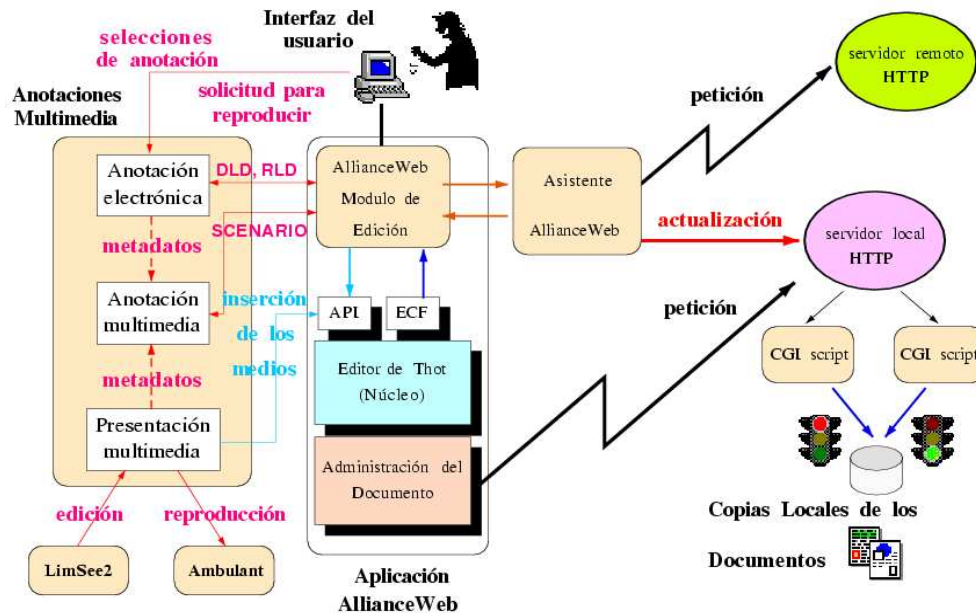 selecciones
de anotación
Interfaz del
usuario
solicitud para
reproducir
Anotaciones
Multimedia
Anotación
electrónica
DLD, RLD
SCENARIO
metadatos
Anotación
multimedia
metadatos
Presentación
multimedia
edición
reproducción
LimSee2
Ambulant
inserción
de los
medios
AllianceWeb
Modulo de
Edición
API
ECF
Editor de Thot
(Núcleo)
Administración del
Documento
Aplicación
AllianceWeb
Asistente
AllianceWeb
petición
servidor remoto
HTTP
actualización
servidor local
HTTP
petición
CGI script
CGI script
Copias Locales de los
Documentos